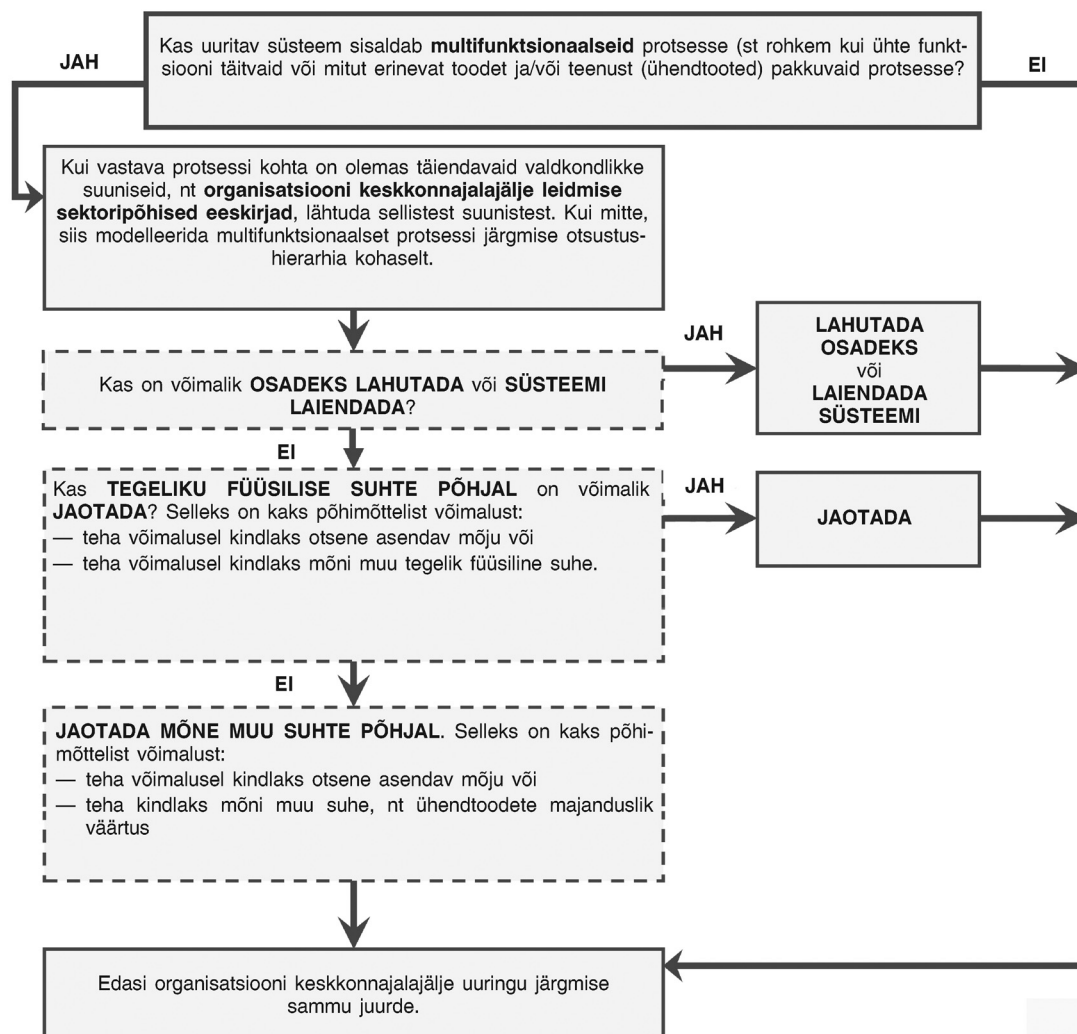 Kas uuritav süsteem sisaldab multifunktsionaalseid protsesse (st rohkem kui ühte funkt-
siooni täitvaid või mitut erinevat toodet ja/või teenust (ühendtooted) pakkuvaid protsesse?
JAH
EI
Kui vastava protsessi kohta on olemas täiendavaid valdkondlikke
suuniseid, nt organisatsiooni keskkonnajalajälje leidmise
sektoripõhised eeskirjad, lähtuda sellistest suunistest. Kui mitte,
siis modelleerida multifunktsionaalset protsessi järgmise otsustus-
hierarhia kohaselt.
Kas on võimalik OSADEKS LAHUTADA või SÜSTEEMI
LAIENDADA?
JAH
LAHUTADA
OSADEKS
või
LAIENDADA
SÜSTEEMI
EI
Kas TEGELIKU FÜÜSILISE SUHTE PÕHJAL on võimalik
JAOTADA? Selleks on kaks põhimõttelist võimalust:
— teha võimalusel kindlaks otsene asendav mõju või
— teha võimalusel kindlaks mõni muu tegelik füüsiline suhe.
JAH
JAOTADA
EI
JAOTADA MÕNE MUU SUHTE PÕHJAL. Selleks on kaks põhi-
mõttelist võimalust:
— teha võimalusel kindlaks otsene asendav mõju või
— teha kindlaks mõni muu suhe, nt ühendtoodete majanduslik
väärtus
Edasi organisatsiooni keskkonnajalajälje uuringu järgmise
sammu juurde.